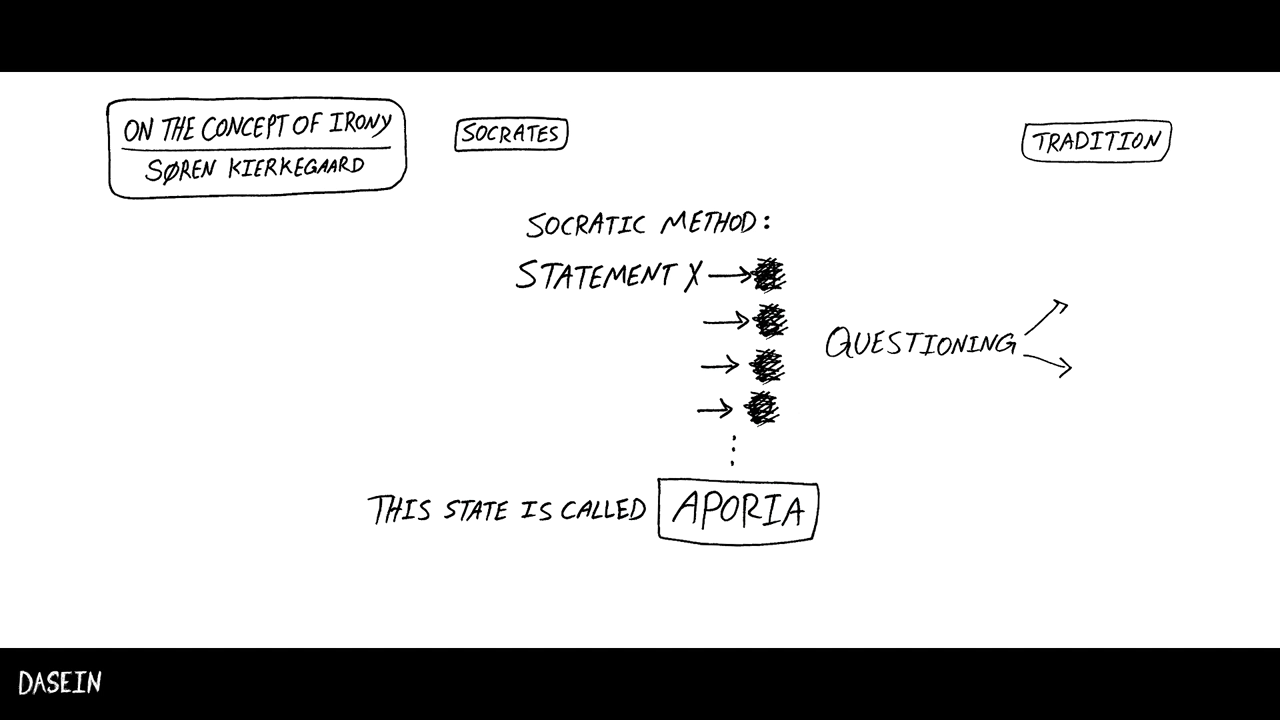 ON THE CONCEPT OF IRONY
SØREN KIERKEGAARD
SOCRATES
TRADITION
SOCRATIC METHOD:
STATEMENT X
QUESTIONING
THIS STATE IS CALLED APORIA
DASEIN